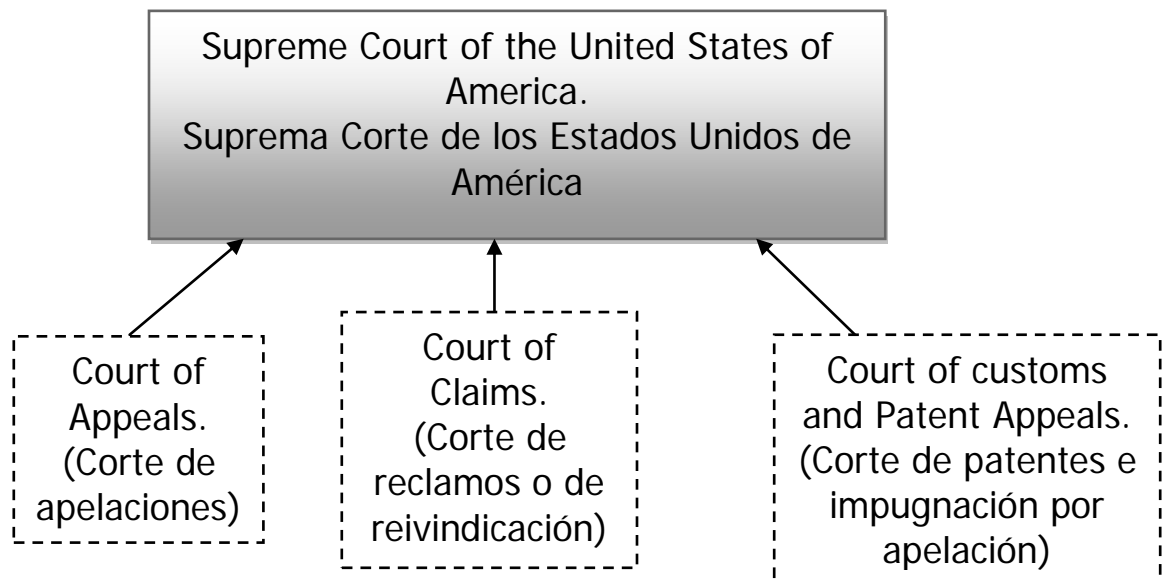 Supreme Court of the United States of
America.
Suprema Corte de los Estados Unidos de
América
Court of
Appeals.
(Corte de
apelaciones)
Court of
Claims.
(Corte de
reclamos o de
reivindicación)
Court of customs
and Patent Appeals.
(Corte de patentes e
impugnación por
apelación)